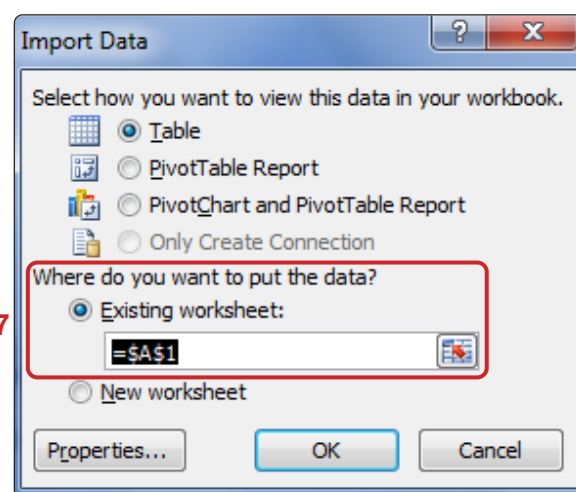 Import Data
?
X
Select how you want to view this data in your workbook.
Table
PivotTable Report
PivotChart and PivotTable Report
Only Create Connection
Where do you want to put the data?
7
Existing worksheet:
=$A$1
New worksheet
Properties...
OK
Cancel